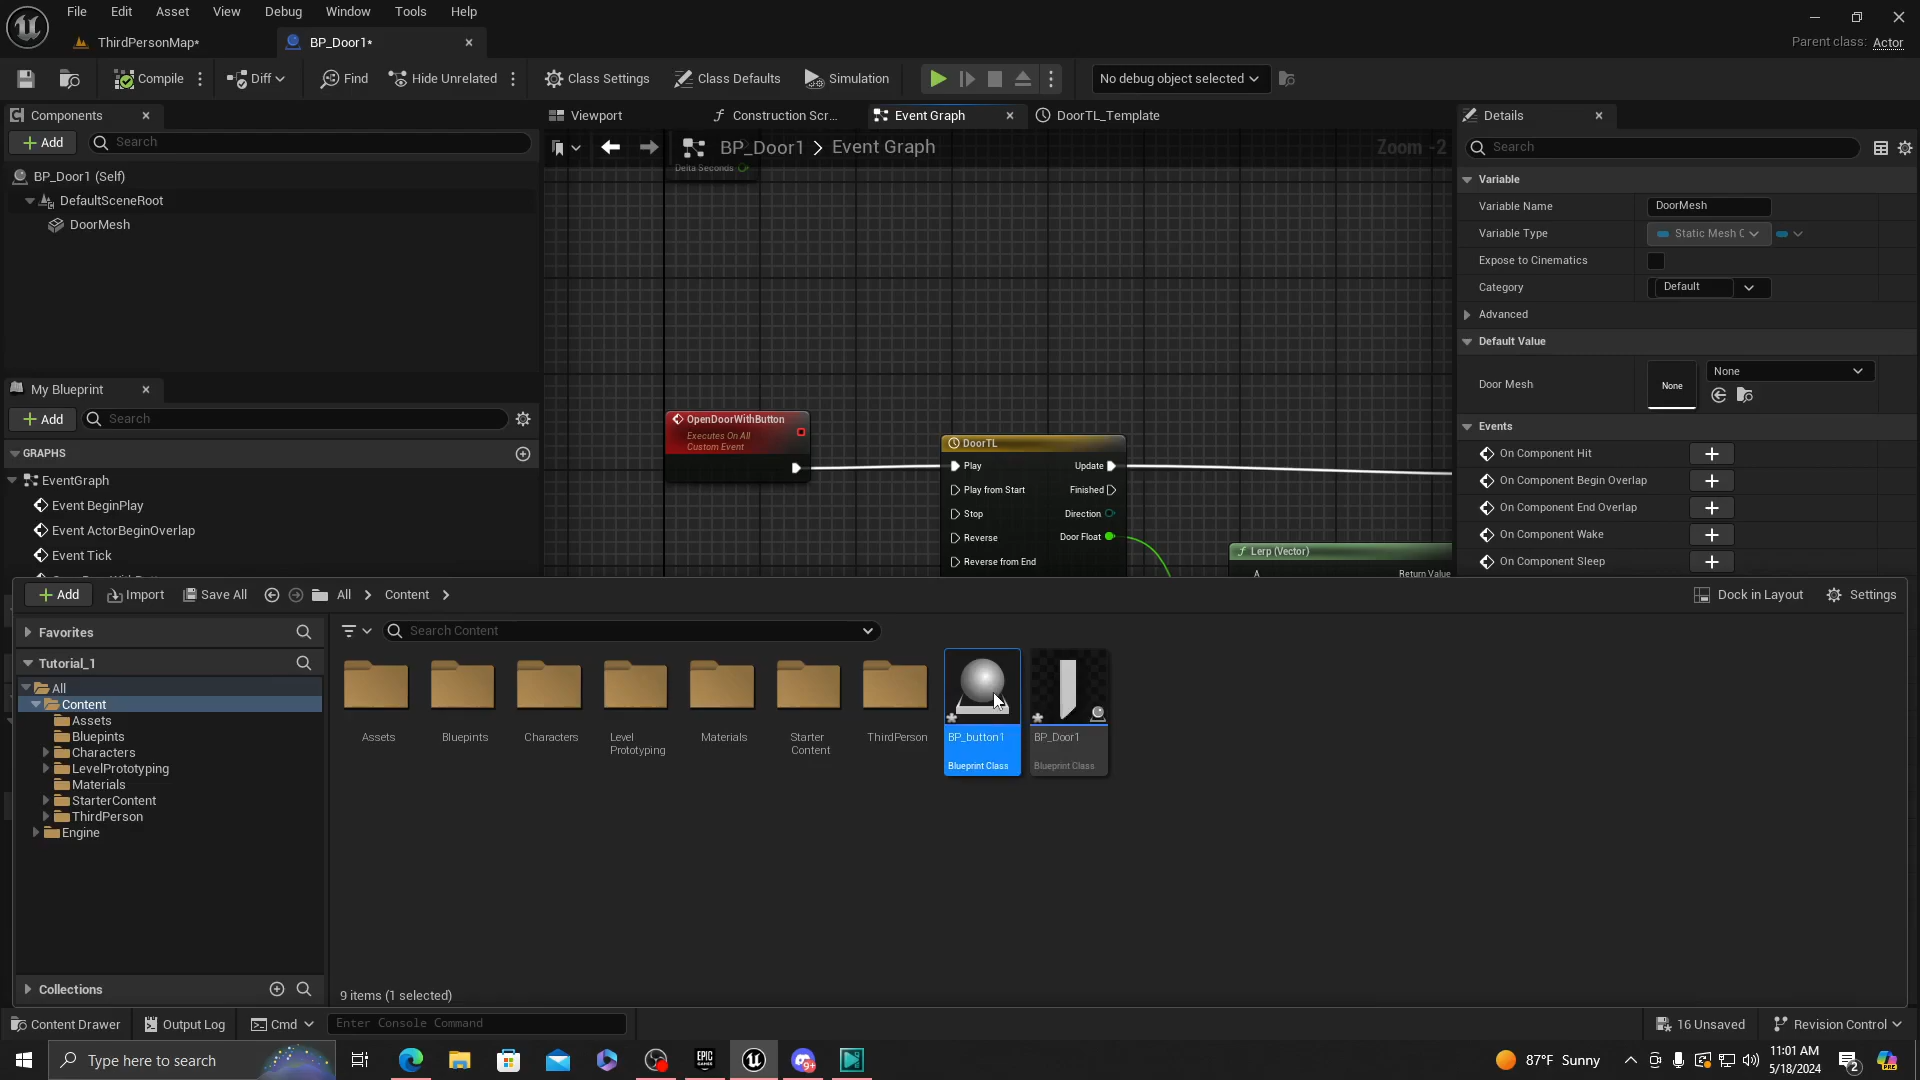 File Edit Asset View Debug Window Tools Help
ThirdPersonMap* BP_Door1*
Parent class: Actor
Compile Diff Find Hide Unrelated Class Settings Class Defaults Simulation No debug object selected
Components
Add Search
BP_Door1 (Self)
DefaultSceneRoot
DoorMesh
My Blueprint
Add Search
GRAPHS
EventGraph
Event BeginPlay
Event ActorBeginOverlap
Event Tick
Viewport Construction Scr... Event Graph DoorTL_Template
BP_Door1 > Event Graph
Zoom -2
Delta Seconds
OpenDoorWithButton
Executes On All
Custom Event
DoorTL
Play Update
Play from Start Finished
Stop Direction
Reverse Door Float
Reverse from End
Lerp (Vector)
A
Return Value
Details
Search
Variable
Variable Name DoorMesh
Variable Type Static Mesh C
Expose to Cinematics
Category Default
Advanced
Default Value
Door Mesh None None
Events
On Component Hit
On Component Begin Overlap
On Component End Overlap
On Component Wake
On Component Sleep
Add Import Save All All > Content >
Dock in Layout Settings
Favorites
Tutorial_1
All
Content
Assets
Bluepints
Characters
LevelPrototyping
Materials
StarterContent
ThirdPerson
Engine
Collections
Search Content
Assets
Bluepints
Characters
Level
Prototyping
Materials
Starter
Content
ThirdPerson
BP_button1
Blueprint Class
BP_Door1
Blueprint Class
9 items (1 selected)
Content Drawer Output Log Cmd Enter Console Command
16 Unsaved Revision Control
Type here to search
EPIC
GAMES
87°F Sunny
11:01 AM
5/18/2024
2
PRE